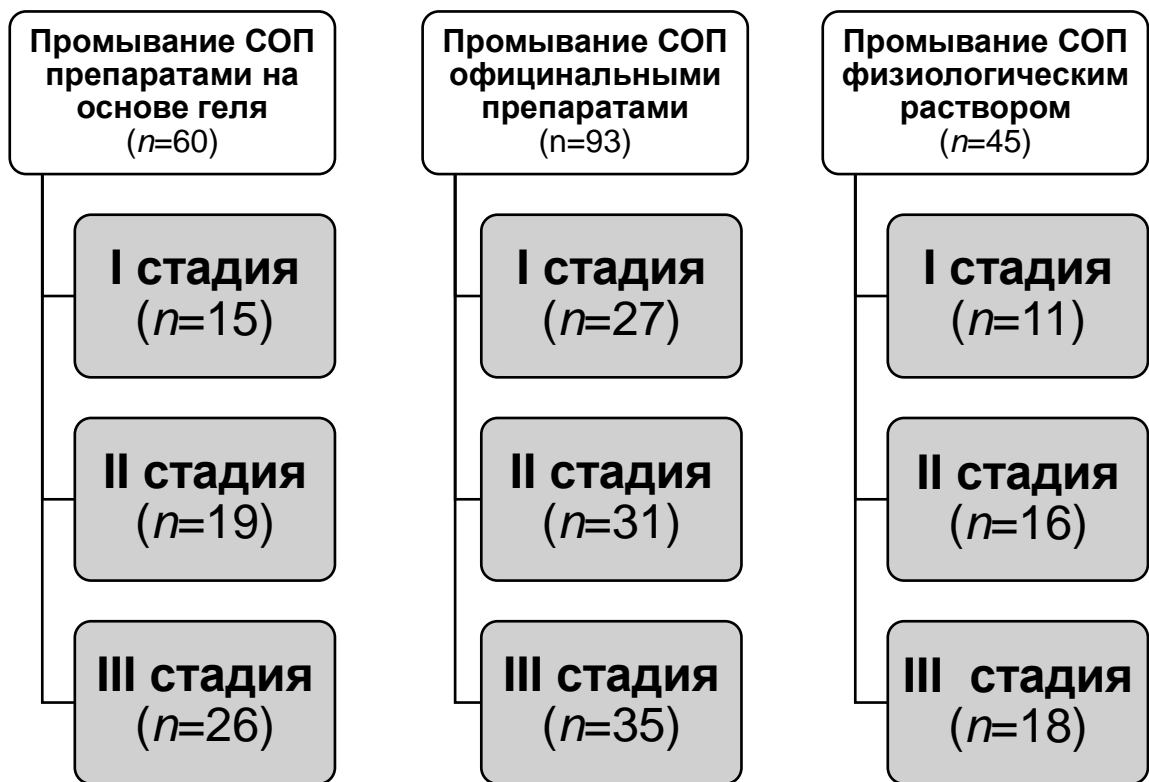 Промывание СОП
препаратами на
основе геля
(n=60)
I стадия
(n=15)
II стадия
(n=19)
III стадия
(n=26)
Промывание СОП
официнальными
препаратами
(n=93)
I стадия
(n=27)
II стадия
(n=31)
III стадия
(n=35)
Промывание СОП
физиологическим
раствором
(n=45)
I стадия
(n=11)
II стадия
(n=16)
III стадия
(n=18)